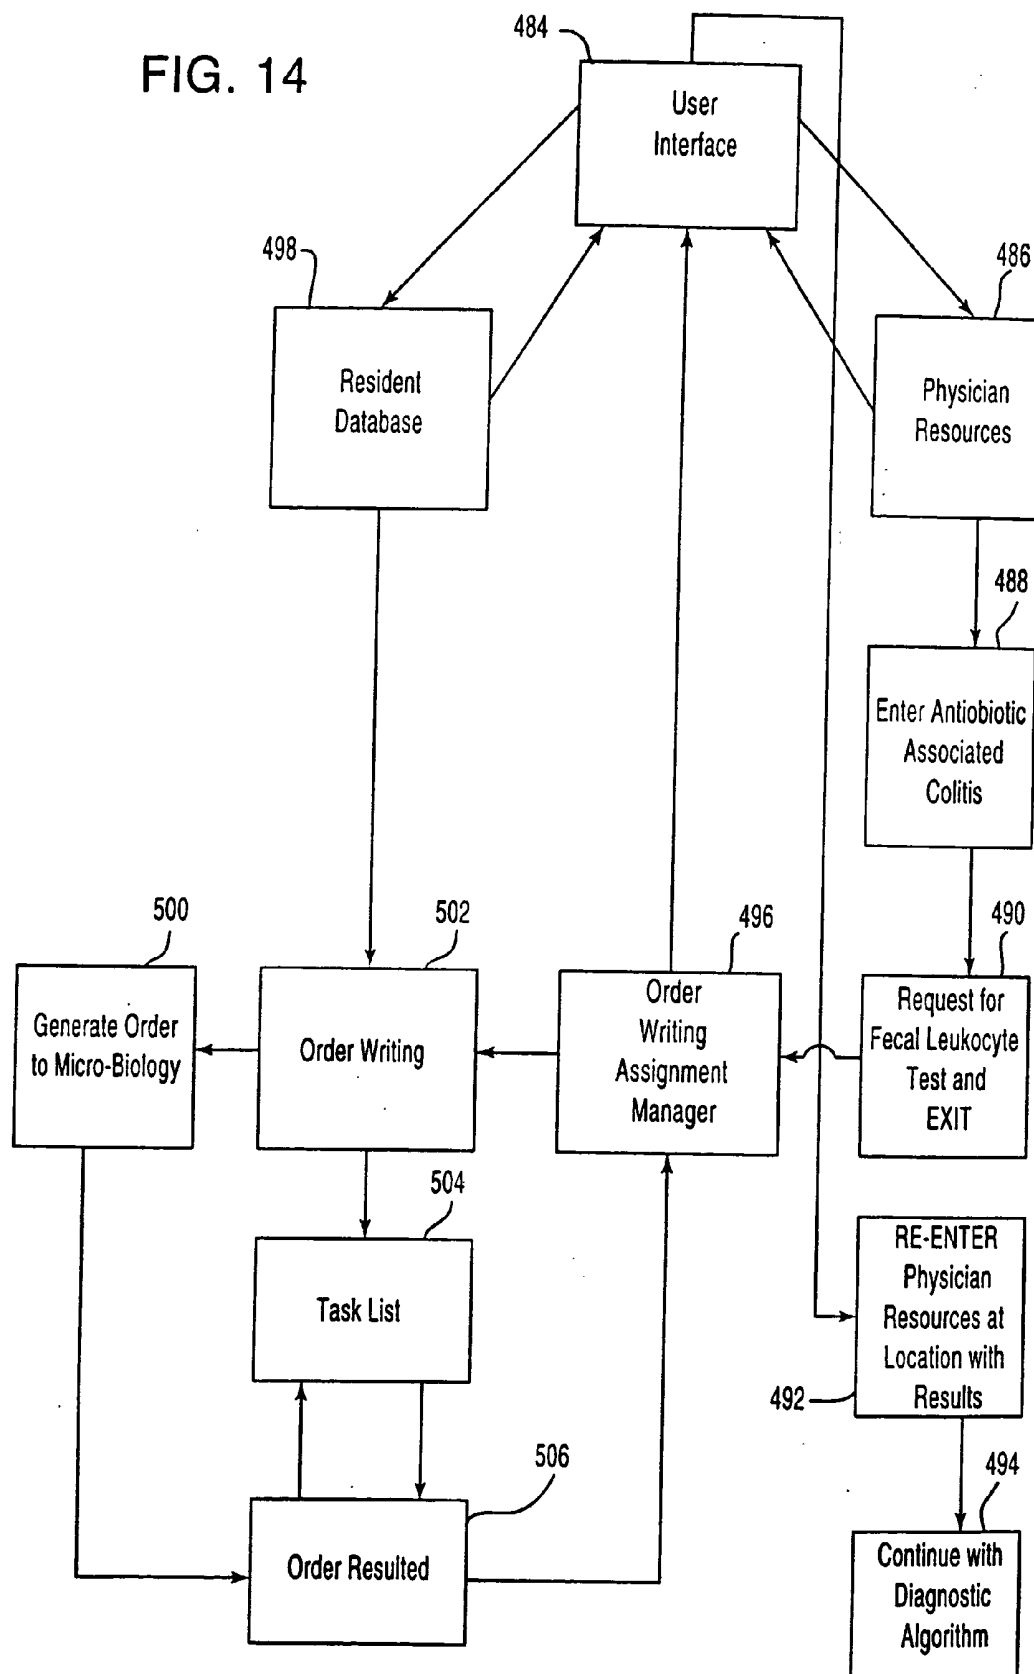 FIG. 14
484
User
Interface
498
Resident
Database
486
Physician
Resources
488
Enter Antiobiotic
Associated
Colitis
500
Generate Order
to Micro-Biology
502
Order Writing
496
Order
Writing
Assignment
Manager
490
Request for
Fecal Leukocyte
Test and
EXIT
504
Task List
492
RE-ENTER
Physician
Resources at
Location with
Results
506
Order Resulted
494
Continue with
Diagnostic
Algorithm